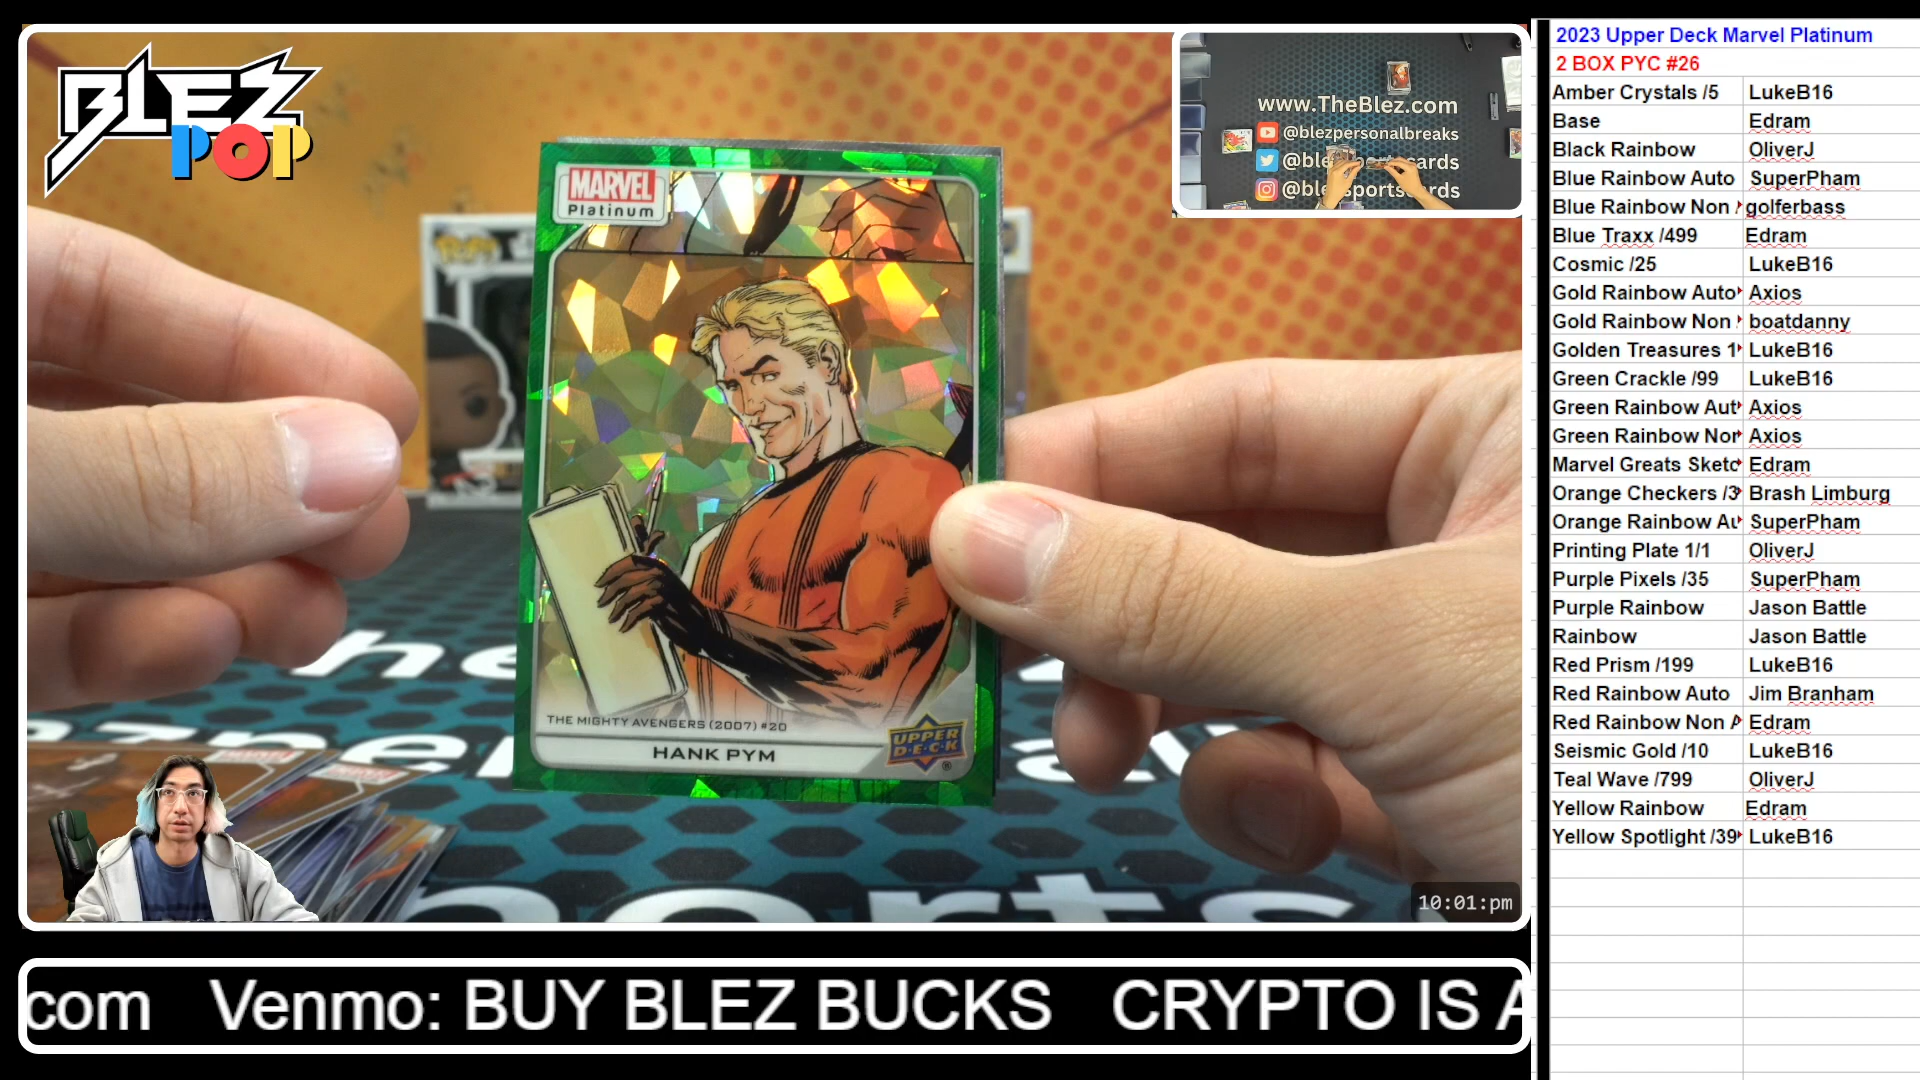 BLEZ
POP
MARVEL
Platinum
THE MIGHTY AVENGERS (2007) #20
HANK PYM
UPPER
D·E·C·K
www.TheBlez.com
@blezpersonalbreaks
10:01:pm
com Venmo: BUY BLEZ BUCKS CRYPTO IS A
2023 Upper Deck Marvel Platinum
2 BOX PYC #26
Amber Crystals /5 LukeB16
Base Edram
Black Rainbow OliverJ
Blue Rainbow Auto SuperPham
Blue Rainbow Non golferbass
Blue Traxx /499 Edram
Cosmic /25 LukeB16
Gold Rainbow Auto Axios
Gold Rainbow Non boatdanny
Golden Treasures 1 LukeB16
Green Crackle /99 LukeB16
Green Rainbow Aut Axios
Green Rainbow Nor Axios
Marvel Greats Sketc Edram
Orange Checkers /3 Brash Limburg
Orange Rainbow Au SuperPham
Printing Plate 1/1 OliverJ
Purple Pixels /35 SuperPham
Purple Rainbow Jason Battle
Rainbow Jason Battle
Red Prism /199 LukeB16
Red Rainbow Auto Jim Branham
Red Rainbow Non A Edram
Seismic Gold /10 LukeB16
Teal Wave /799 OliverJ
Yellow Rainbow Edram
Yellow Spotlight /39 LukeB16